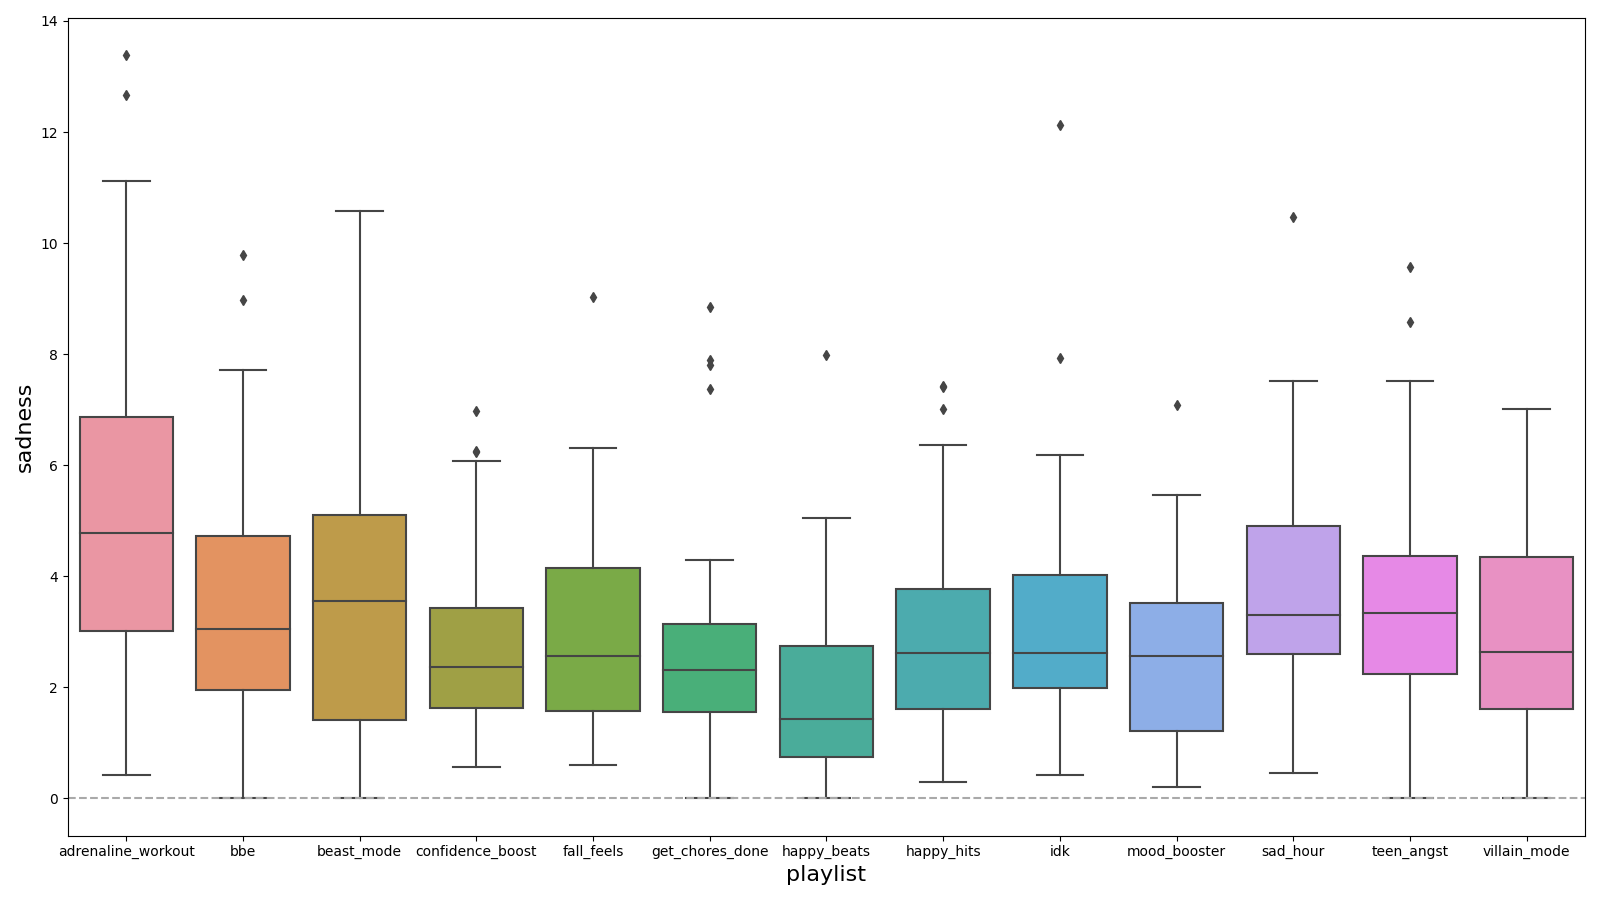 14
12
10
8
6
4
2
0
sadness
adrenaline_workout bbe beast_mode confidence_boost fall_feels get_chores_done happy_beats happy_hits idk mood_booster sad_hour teen_angst villain_mode
playlist